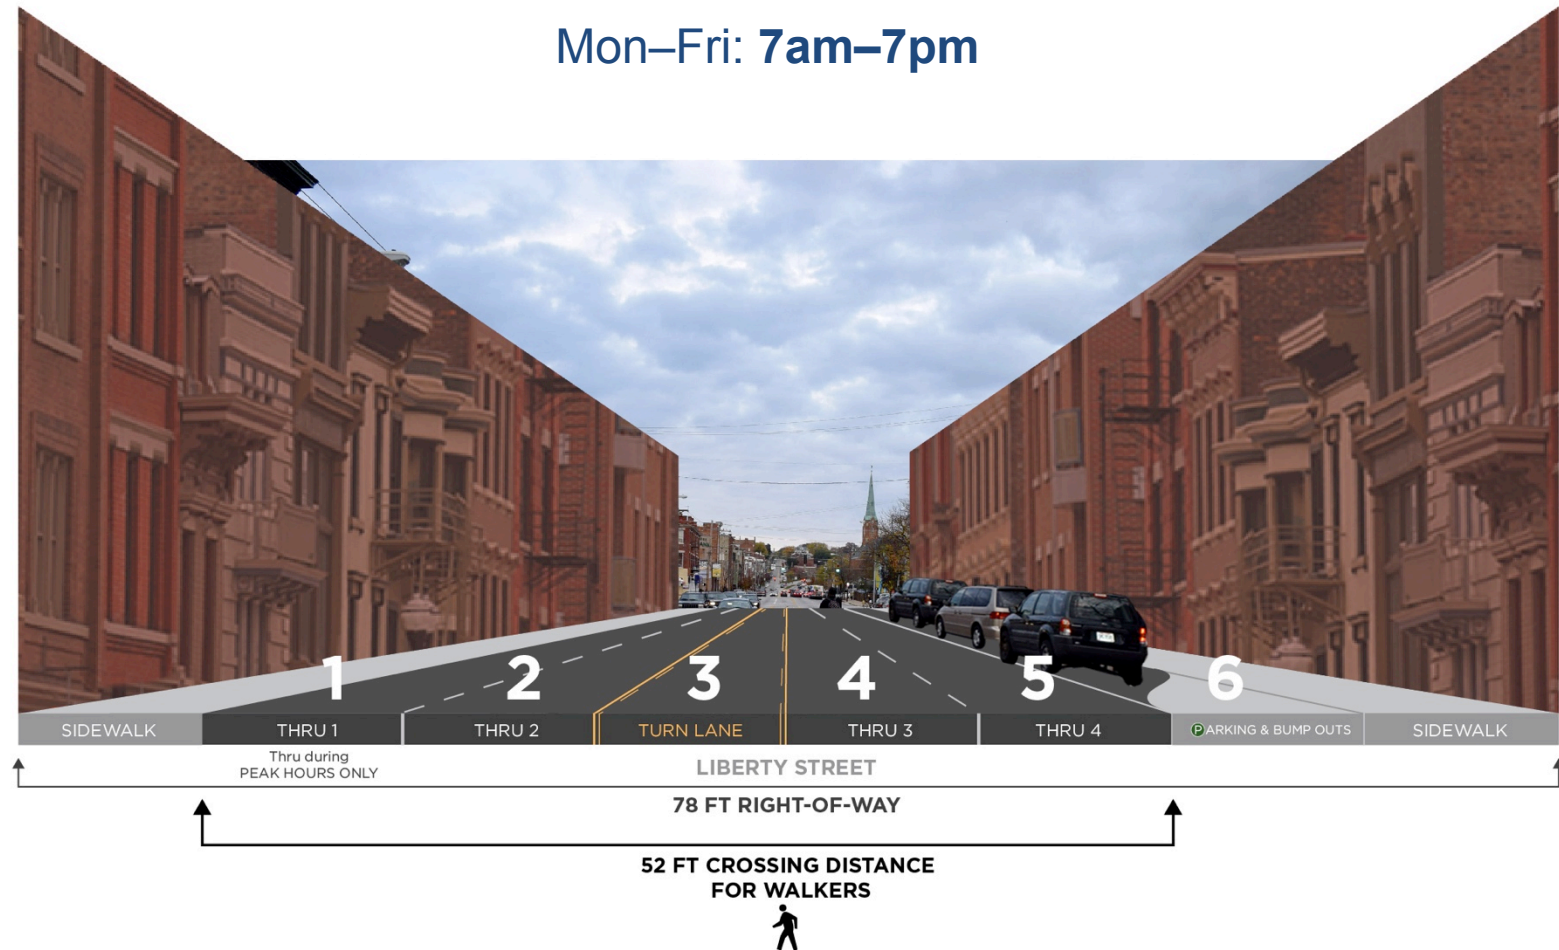 Mon–Fri: 7am–7pm
1 2 3 4 5 6
SIDEWALK THRU 1 THRU 2 TURN LANE THRU 3 THRU 4 PARKING & BUMP OUTS SIDEWALK
Thru during
PEAK HOURS ONLY
LIBERTY STREET
78 FT RIGHT-OF-WAY
52 FT CROSSING DISTANCE
FOR WALKERS